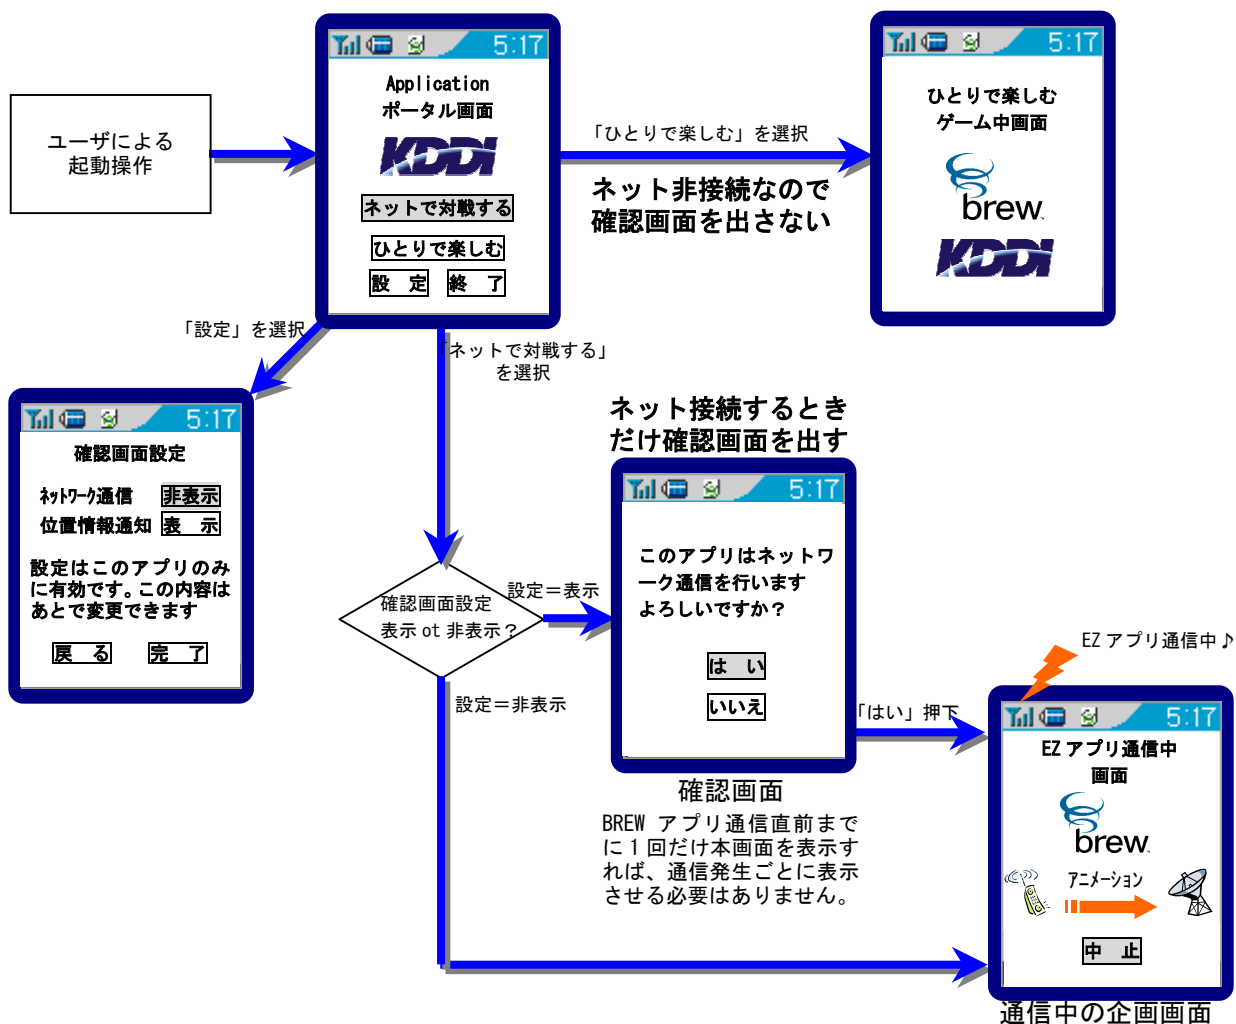 ユーザによる
起動操作
5:17
Application
ポータル画面
KDDI
ネットで対戦する
ひとりで楽しむ
設　定
終　了
「ひとりで楽しむ」を選択
ネット非接続なので
確認画面を出さない
5:17
ひとりで楽しむ
ゲーム中画面
brew
KDDI
「設定」を選択
「ネットで対戦する」
を選択
5:17
確認画面設定
ﾈｯﾄﾜｰｸ通信
非表示
位置情報通知
表　示
設定はこのアプリのみ
に有効です。この内容は
あとで変更できます
戻　る
完　了
確認画面設定
表示 ot 非表示？
設定＝表示
設定＝非表示
ネット接続するとき
だけ確認画面を出す
5:17
このアプリはネットワ
ーク通信を行います
よろしいですか？
は　い
いいえ
確認画面
BREW アプリ通信直前まで
に１回だけ本画面を表示す
れば、通信発生ごとに表示
させる必要はありません。
「はい」押下
EZ アプリ通信中♪
5:17
EZ アプリ通信中
画面
brew
ｱﾆﾒｰｼｮﾝ
中　止
通信中の企画画面